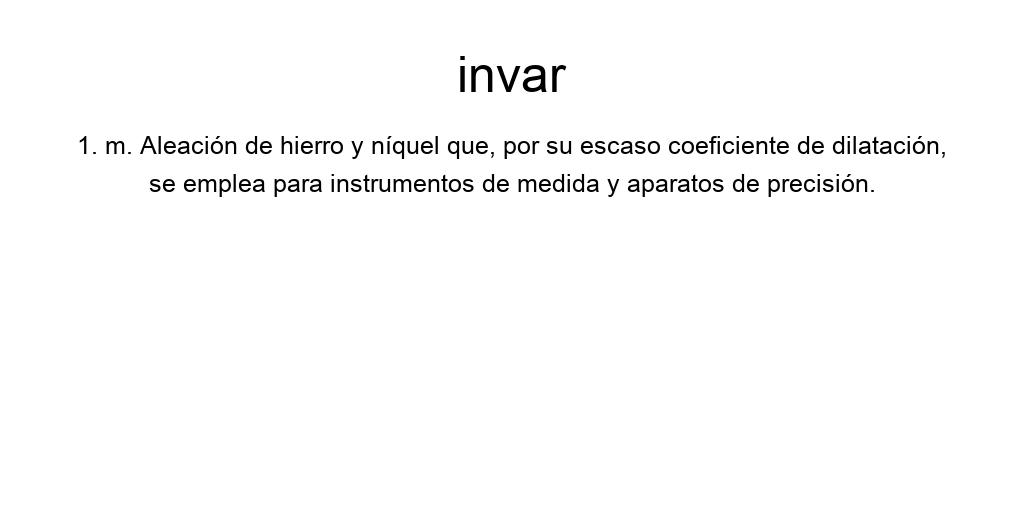 invar
1. m. Aleación de hierro y níquel que, por su escaso coeficiente de dilatación,
se emplea para instrumentos de medida y aparatos de precisión.